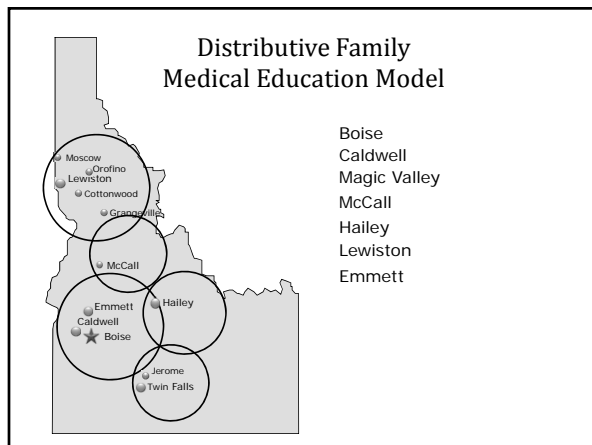 Distributive Family
Medical Education Model
Moscow
Orofino
Lewiston
Cottonwood
Grangeville
McCall
Emmett
Hailey
Caldwell
Boise
Jerome
Twin Falls
Boise
Caldwell
Magic Valley
McCall
Hailey
Lewiston
Emmett